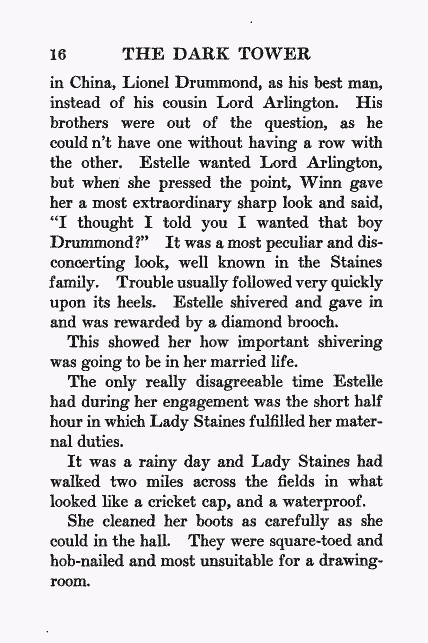 16 THE DARK TOWER
in China, Lionel Drummond, as his best man,
instead of his cousin Lord Arlington. His
brothers were out of the question, as he
could n't have one without having a row with
the other. Estelle wanted Lord Arlington,
but when she pressed the point, Winn gave
her a most extraordinary sharp look and said,
"I thought I told you I wanted that boy
Drummond?" It was a most peculiar and dis-
concerting look, well known in the Staines
family. Trouble usually followed very quickly
upon its heels. Estelle shivered and gave in
and was rewarded by a diamond brooch.
This showed her how important shivering
was going to be in her married life.
The only really disagreeable time Estelle
had during her engagement was the short half
hour in which Lady Staines fulfilled her mater-
nal duties.
It was a rainy day and Lady Staines had
walked two miles across the fields in what
looked like a cricket cap, and a waterproof.
She cleaned her boots as carefully as she
could in the hall. They were square-toed and
hob-nailed and most unsuitable for a drawing-
room.